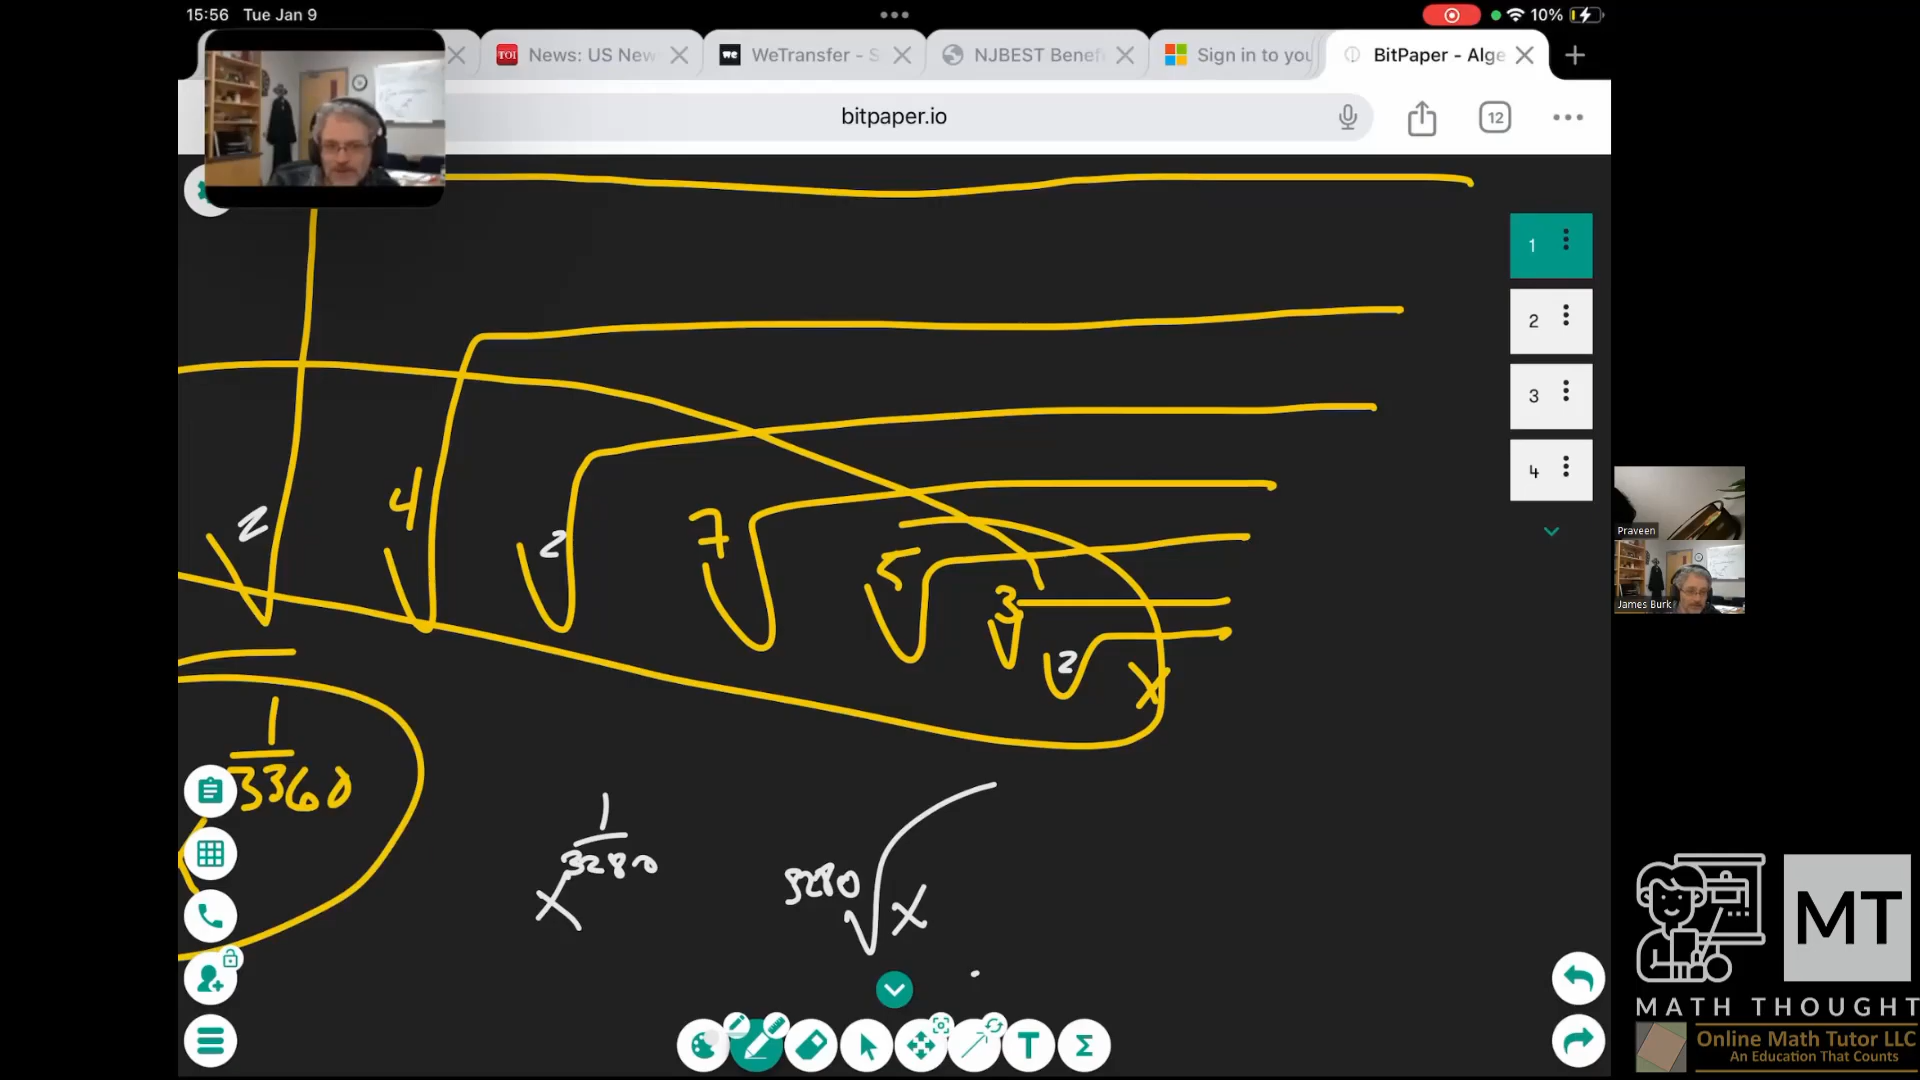 15:56 Tue Jan 9
10%
TOI News: US New
we WeTransfer - S
NJBEST Benef
Sign in to you
BitPaper - Alge
bitpaper.io
12
1
2
3
4
2 4 2 7 5 3 2 x
1
3360
1
3280
x
3280 x
T Σ
Praveen
James Burk
MT
MATH THOUGHT
Online Math Tutor LLC
An Education That Counts